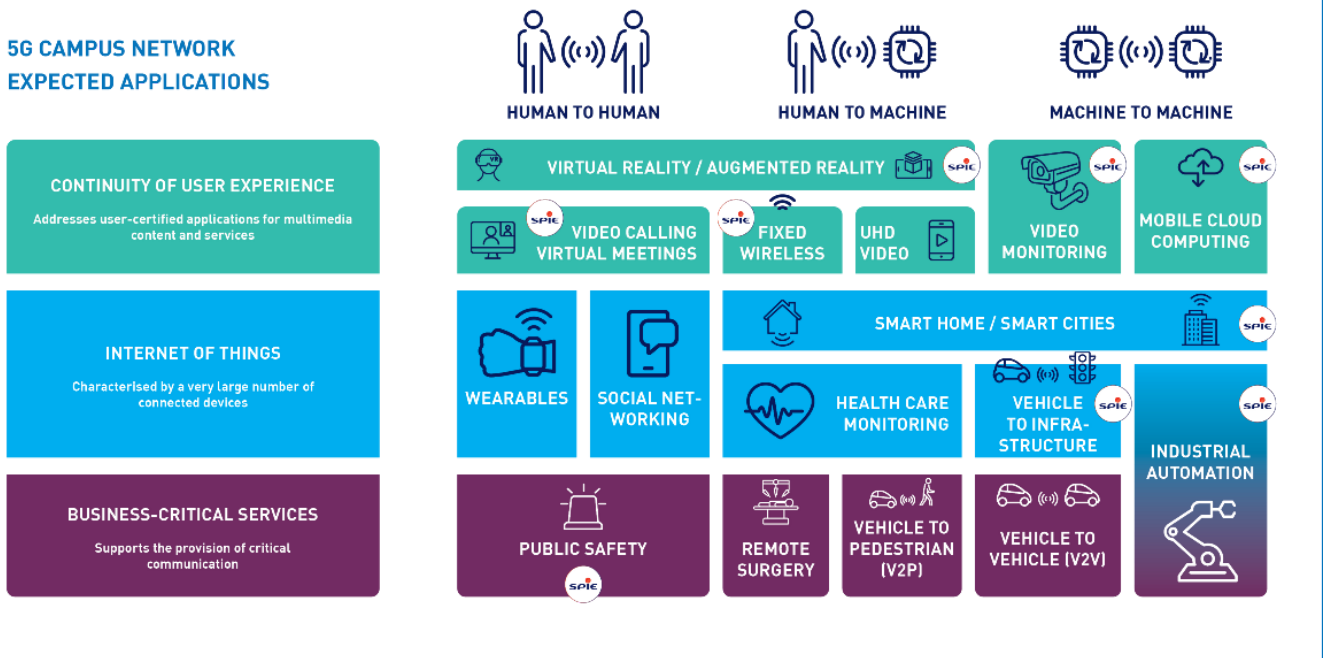 5G CAMPUS NETWORK
EXPECTED APPLICATIONS
HUMAN TO HUMAN
HUMAN TO MACHINE
MACHINE TO MACHINE
CONTINUITY OF USER EXPERIENCE
Addresses user-certified applications for multimedia
content and services
VR
VIRTUAL REALITY / AUGMENTED REALITY
SPIE
SPIE
VIDEO CALLING
VIRTUAL MEETINGS
SPIE
FIXED
WIRELESS
UHD
VIDEO
SPIE
VIDEO
MONITORING
SPIE
MOBILE CLOUD
COMPUTING
INTERNET OF THINGS
Characterised by a very large number of
connected devices
WEARABLES
SOCIAL NET-
WORKING
SMART HOME / SMART CITIES
SPIE
HEALTH CARE
MONITORING
VEHICLE
TO INFRA-
STRUCTURE
SPIE
SPIE
INDUSTRIAL
AUTOMATION
BUSINESS-CRITICAL SERVICES
Supports the provision of critical
communication
PUBLIC SAFETY
SPIE
REMOTE
SURGERY
VEHICLE TO
PEDESTRIAN
(V2P)
VEHICLE TO
VEHICLE (V2V)